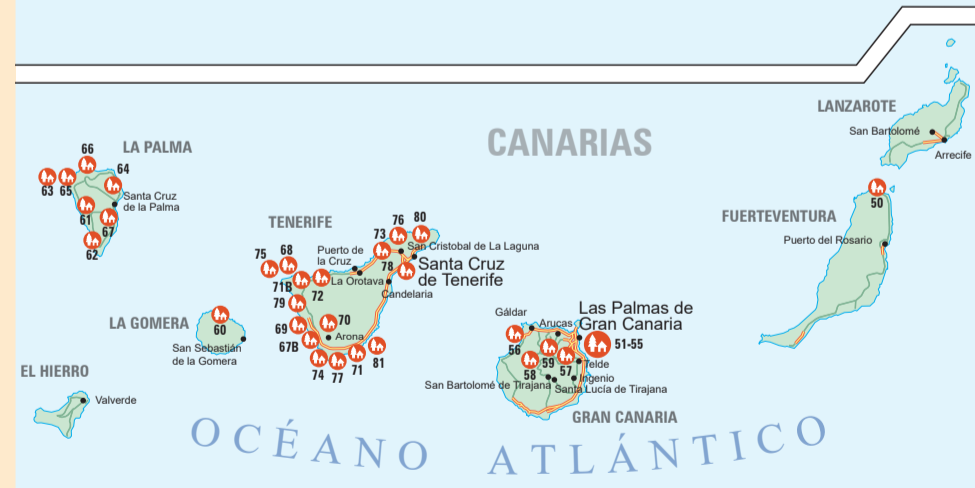 CANARIAS
LA PALMA
66
64
63
65
Santa Cruz
de la Palma
61
67
62
TENERIFE
76
80
73
San Cristobal de La Laguna
75
68
Puerto de
la Cruz
78
Santa Cruz
de Tenerife
71B
72
La Orotava
Candelaria
79
69
70
Arona
67B
74
77
71
81
LA GOMERA
60
San Sebastián
de la Gomera
EL HIERRO
Valverde
LANZAROTE
San Bartolomé
Arrecife
FUERTEVENTURA
50
Puerto del Rosario
Gáldar
Arucas
Las Palmas de
Gran Canaria
51-55
56
59
58
57
Telde
Ingenio
San Bartolomé de Tirajana
Santa Lucía de Tirajana
GRAN CANARIA
OCÉANO ATLÁNTICO